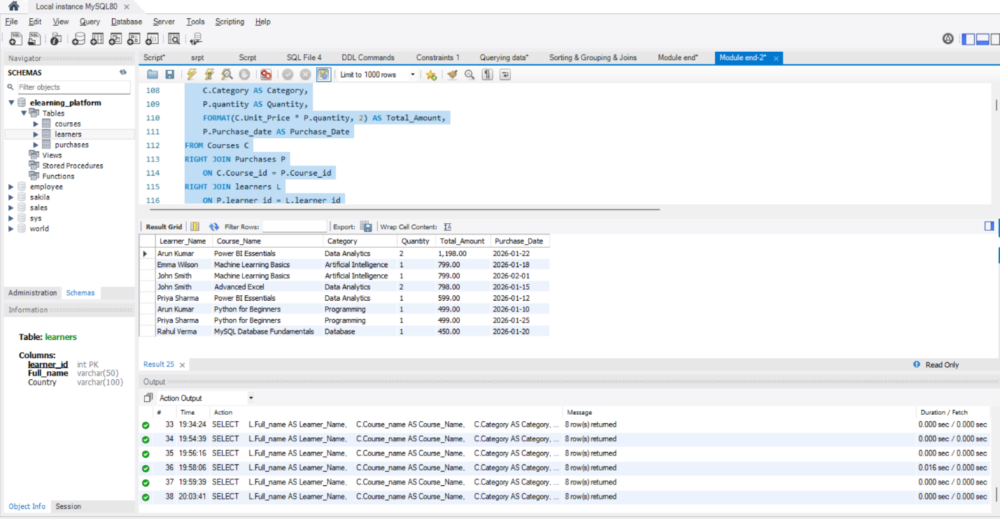 Local instance MySQL80
File Edit View Query Database Server Tools Scripting Help
Navigator
SCHEMAS
Filter objects
elearning_platform
Tables
courses
learners
purchases
Views
Stored Procedures
Functions
employee
sakila
sales
sys
world
Administration Schemas
Information
Table: learners
Columns:
learner_id int PK
Full_name varchar(50)
Country varchar(100)
Object Info Session
Script* srpt Scrpt SQL File 4 DDL Commands Constraints 1 Querying data* Sorting & Grouping & Joins Module end* Module end-2*
Limit to 1000 rows
108 C.Category AS Category,
109 P.quantity AS Quantity,
110 FORMAT(C.Unit_Price * P.quantity, 2) AS Total_Amount,
111 P.Purchase_date AS Purchase_Date
112 FROM Courses C
113 RIGHT JOIN Purchases P
114 ON C.Course_id = P.Course_id
115 RIGHT JOIN learners L
116 ON P.learner_id = L.learner_id
Result Grid Filter Rows: Export: Wrap Cell Content:
Learner_Name Course_Name Category Quantity Total_Amount Purchase_Date
Arun Kumar Power BI Essentials Data Analytics 2 1,198.00 2026-01-22
Emma Wilson Machine Learning Basics Artificial Intelligence 1 799.00 2026-01-18
John Smith Machine Learning Basics Artificial Intelligence 1 799.00 2026-02-01
John Smith Advanced Excel Data Analytics 2 798.00 2026-01-15
Priya Sharma Power BI Essentials Data Analytics 1 599.00 2026-01-12
Arun Kumar Python for Beginners Programming 1 499.00 2026-01-10
Priya Sharma Python for Beginners Programming 1 499.00 2026-01-25
Rahul Verma MySQL Database Fundamentals Database 1 450.00 2026-01-20
Result 25 Read Only
Output
Action Output
# Time Action Message Duration / Fetch
33 19:34:24 SELECT L.Full_name AS Learner_Name, C.Course_name AS Course_Name, C.Category AS Category, ... 8 row(s) returned 0.000 sec / 0.000 sec
34 19:54:39 SELECT L.Full_name AS Learner_Name, C.Course_name AS Course_Name, C.Category AS Category, ... 8 row(s) returned 0.000 sec / 0.000 sec
35 19:56:16 SELECT L.Full_name AS Learner_Name, C.Course_name AS Course_Name, C.Category AS Category, ... 8 row(s) returned 0.000 sec / 0.000 sec
36 19:58:06 SELECT L.Full_name AS Learner_Name, C.Course_name AS Course_Name, C.Category AS Category, ... 8 row(s) returned 0.016 sec / 0.000 sec
37 19:59:39 SELECT L.Full_name AS Learner_Name, C.Course_name AS Course_Name, C.Category AS Category, ... 8 row(s) returned 0.000 sec / 0.000 sec
38 20:03:41 SELECT L.Full_name AS Learner_Name, C.Course_name AS Course_Name, C.Category AS Category, ... 8 row(s) returned 0.000 sec / 0.000 sec